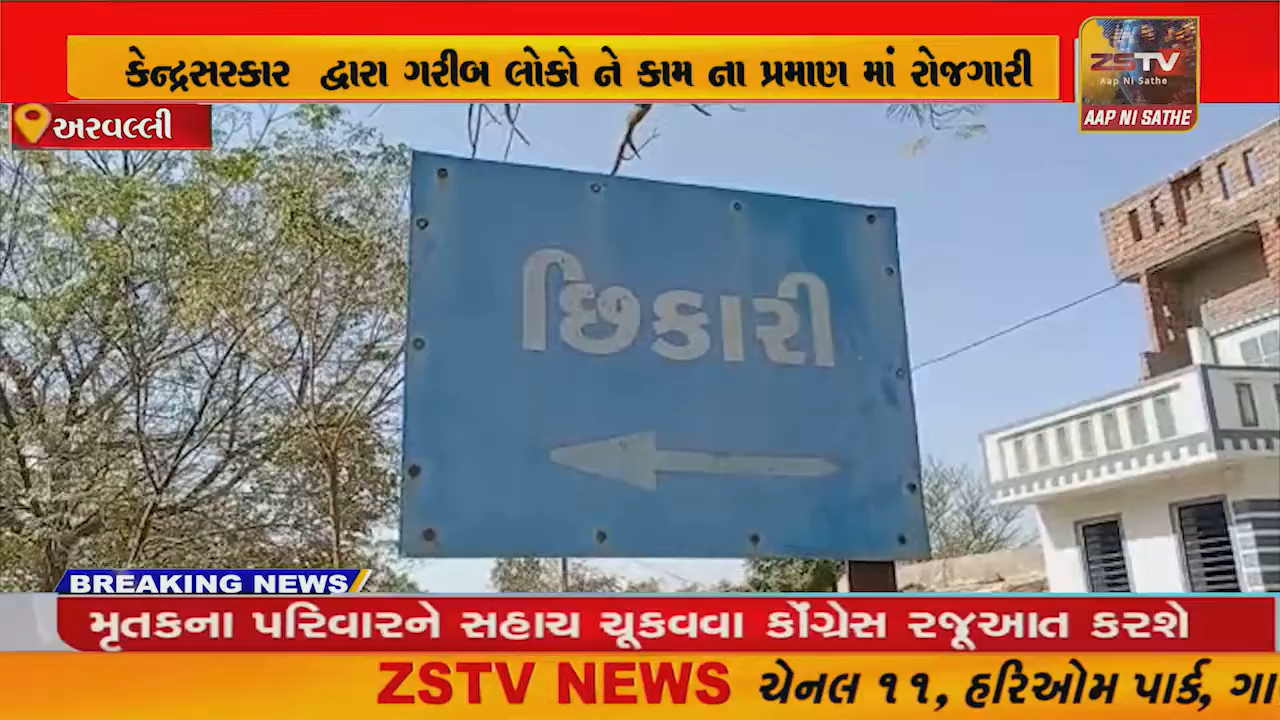 કેન્દ્રસરકાર દ્વારા ગરીબ લોકો ને કામ ના પ્રમાણ માં રોજગારી
ZSTV
Aap Ni Sathe
AAP NI SATHE
અરવલ્લી
છિકારી
BREAKING NEWS
મૃતકના પરિવારને સહાચ ચૂકવવા કોંગ્રેસ રજૂઆત કરશે
ZSTV NEWS ચેનલ ૧૧, હરિઓમ પાર્ક, ગા